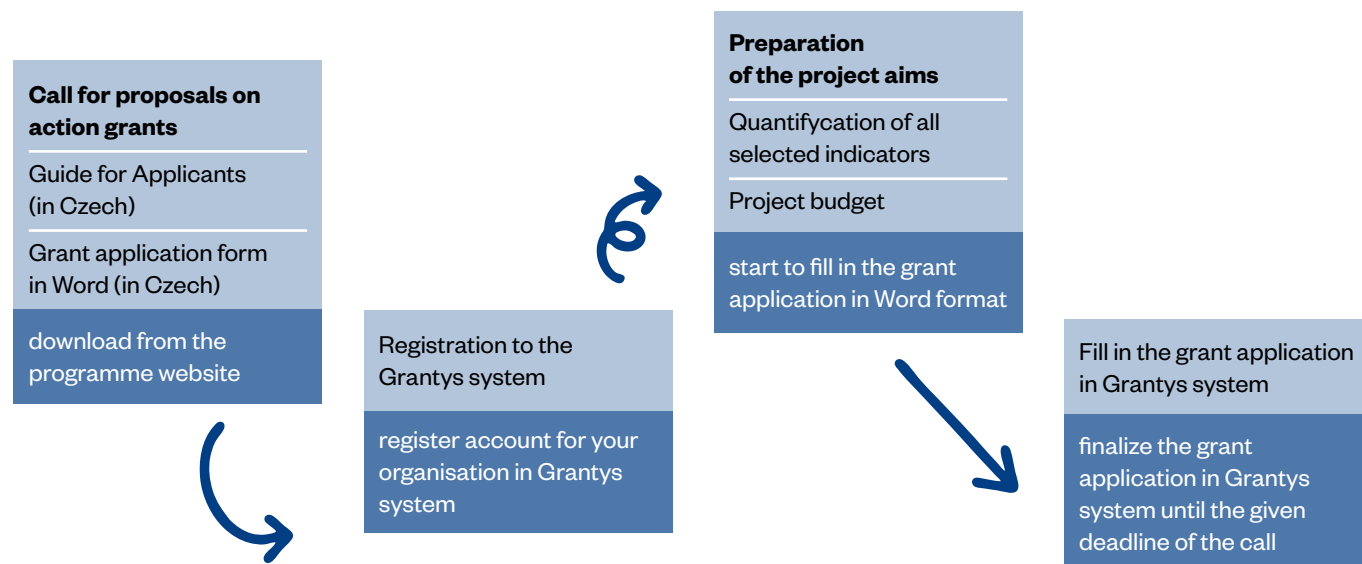 Call for proposals on
action grants
Guide for Applicants
(in Czech)
Grant application form
in Word (in Czech)
download from the
programme website
Registration to the
Grantys system
register account for your
organisation in Grantys
system
Preparation
of the project aims
Quantifycation of all
selected indicators
Project budget
start to fill in the grant
application in Word format
Fill in the grant application
in Grantys system
finalize the grant
application in Grantys
system until the given
deadline of the call